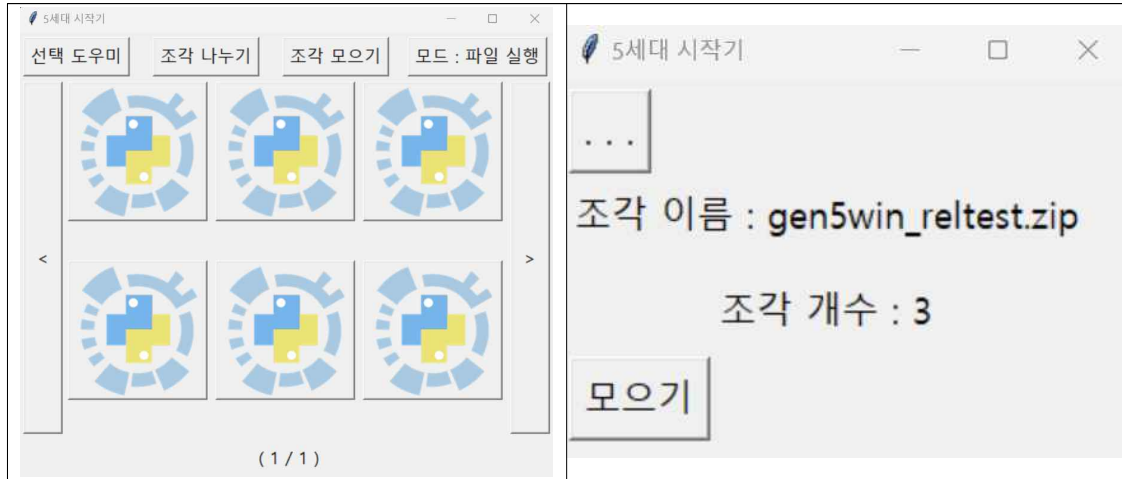 5세대 시작기
선택 도우미 조각 나누기 조각 모으기 모드 : 파일 실행
< >
( 1 / 1 )
5세대 시작기
...
조각 이름 : gen5win_reltest.zip
조각 개수 : 3
모으기